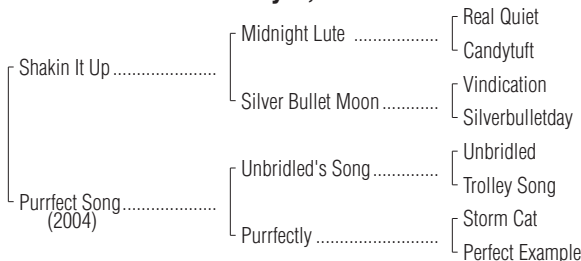 Real Quiet
Midnight Lute ..................
Candytuft
Shakin It Up ......................
Vindication
Silver Bullet Moon ............
Silverbulletday
Unbridled
Unbridled's Song ..............
Trolley Song
Purrfect Song ....................
(2004)
Storm Cat
Purrfectly ..........................
Perfect Example